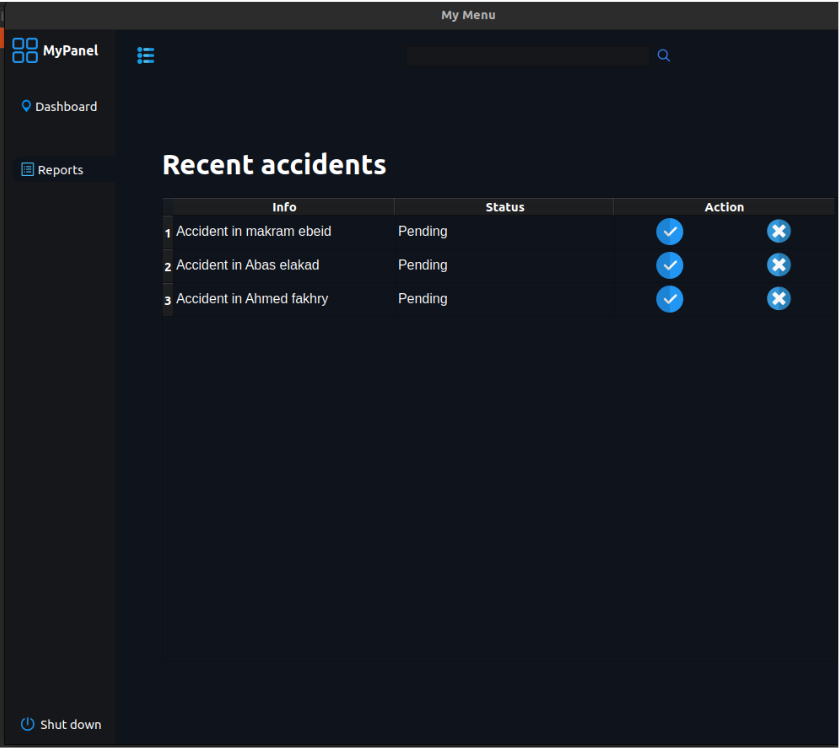 My Menu
MyPanel
Dashboard
Reports
Recent accidents
Info Status Action
1 Accident in makram ebeid Pending
2 Accident in Abas elakad Pending
3 Accident in Ahmed fakhry Pending
Shut down